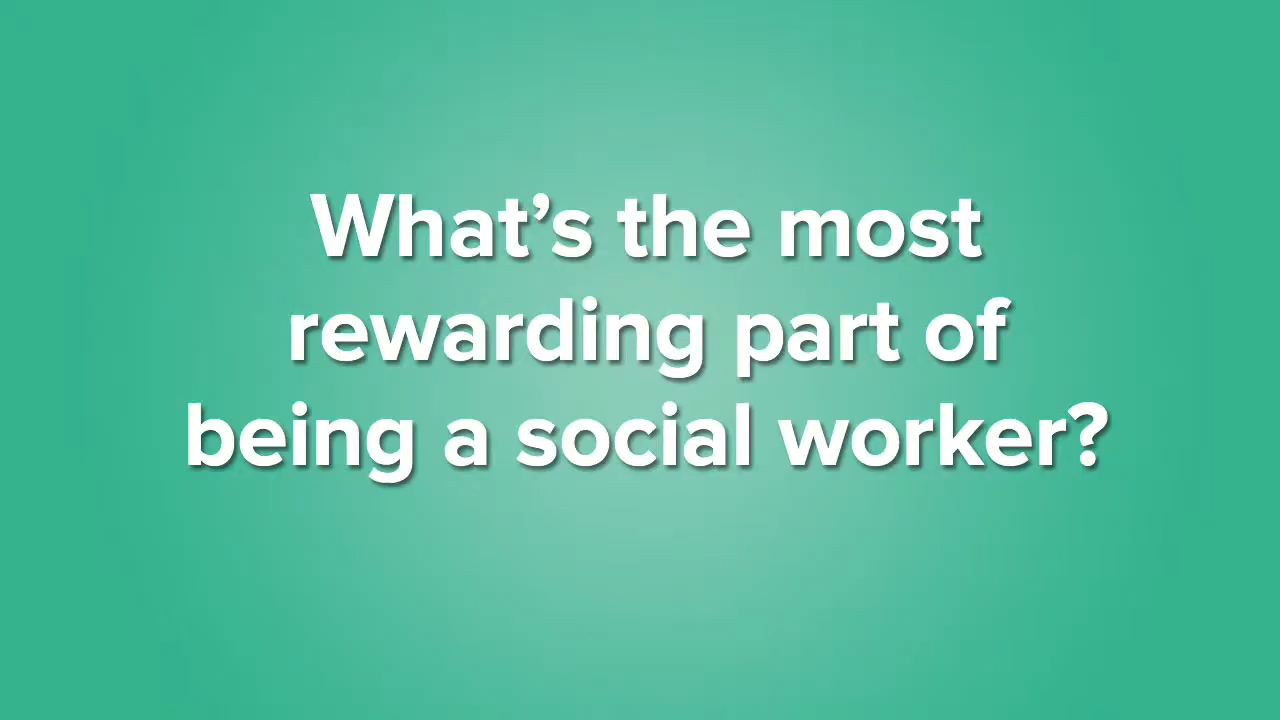 What’s the most
rewarding part of
being a social worker?